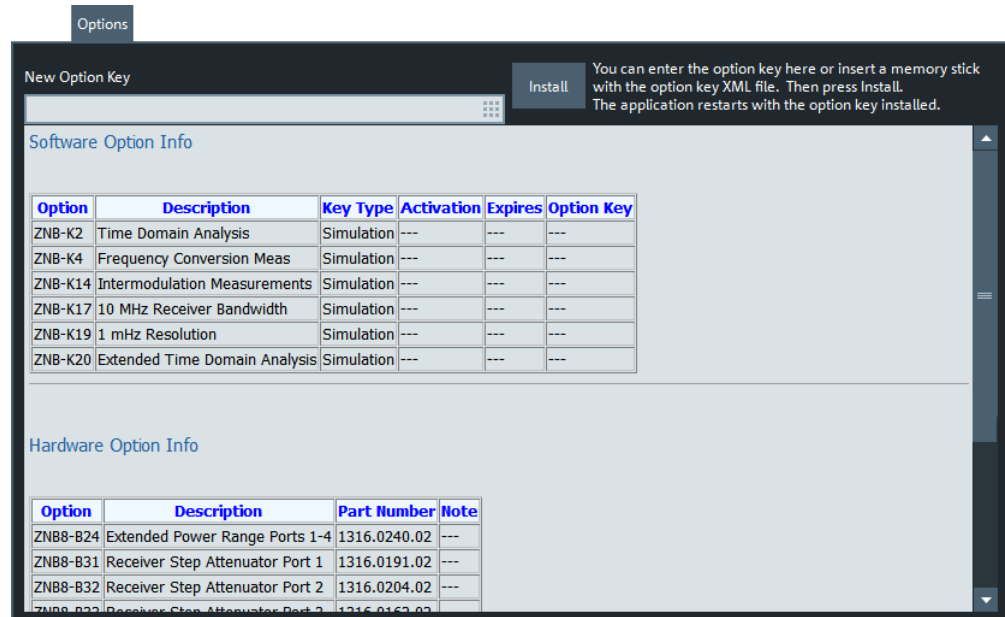 Options
New Option Key
Install
You can enter the option key here or insert a memory stick
with the option key XML file. Then press Install.
The application restarts with the option key installed.
Software Option Info
Option Description Key Type Activation Expires Option Key
ZNB-K2 Time Domain Analysis Simulation --- --- ---
ZNB-K4 Frequency Conversion Meas Simulation --- --- ---
ZNB-K14 Intermodulation Measurements Simulation --- --- ---
ZNB-K17 10 MHz Receiver Bandwidth Simulation --- --- ---
ZNB-K19 1 mHz Resolution Simulation --- --- ---
ZNB-K20 Extended Time Domain Analysis Simulation --- --- ---
Hardware Option Info
Option Description Part Number Note
ZNB8-B24 Extended Power Range Ports 1-4 1316.0240.02 ---
ZNB8-B31 Receiver Step Attenuator Port 1 1316.0191.02 ---
ZNB8-B32 Receiver Step Attenuator Port 2 1316.0204.02 ---
Receiver Step Attenuator Port